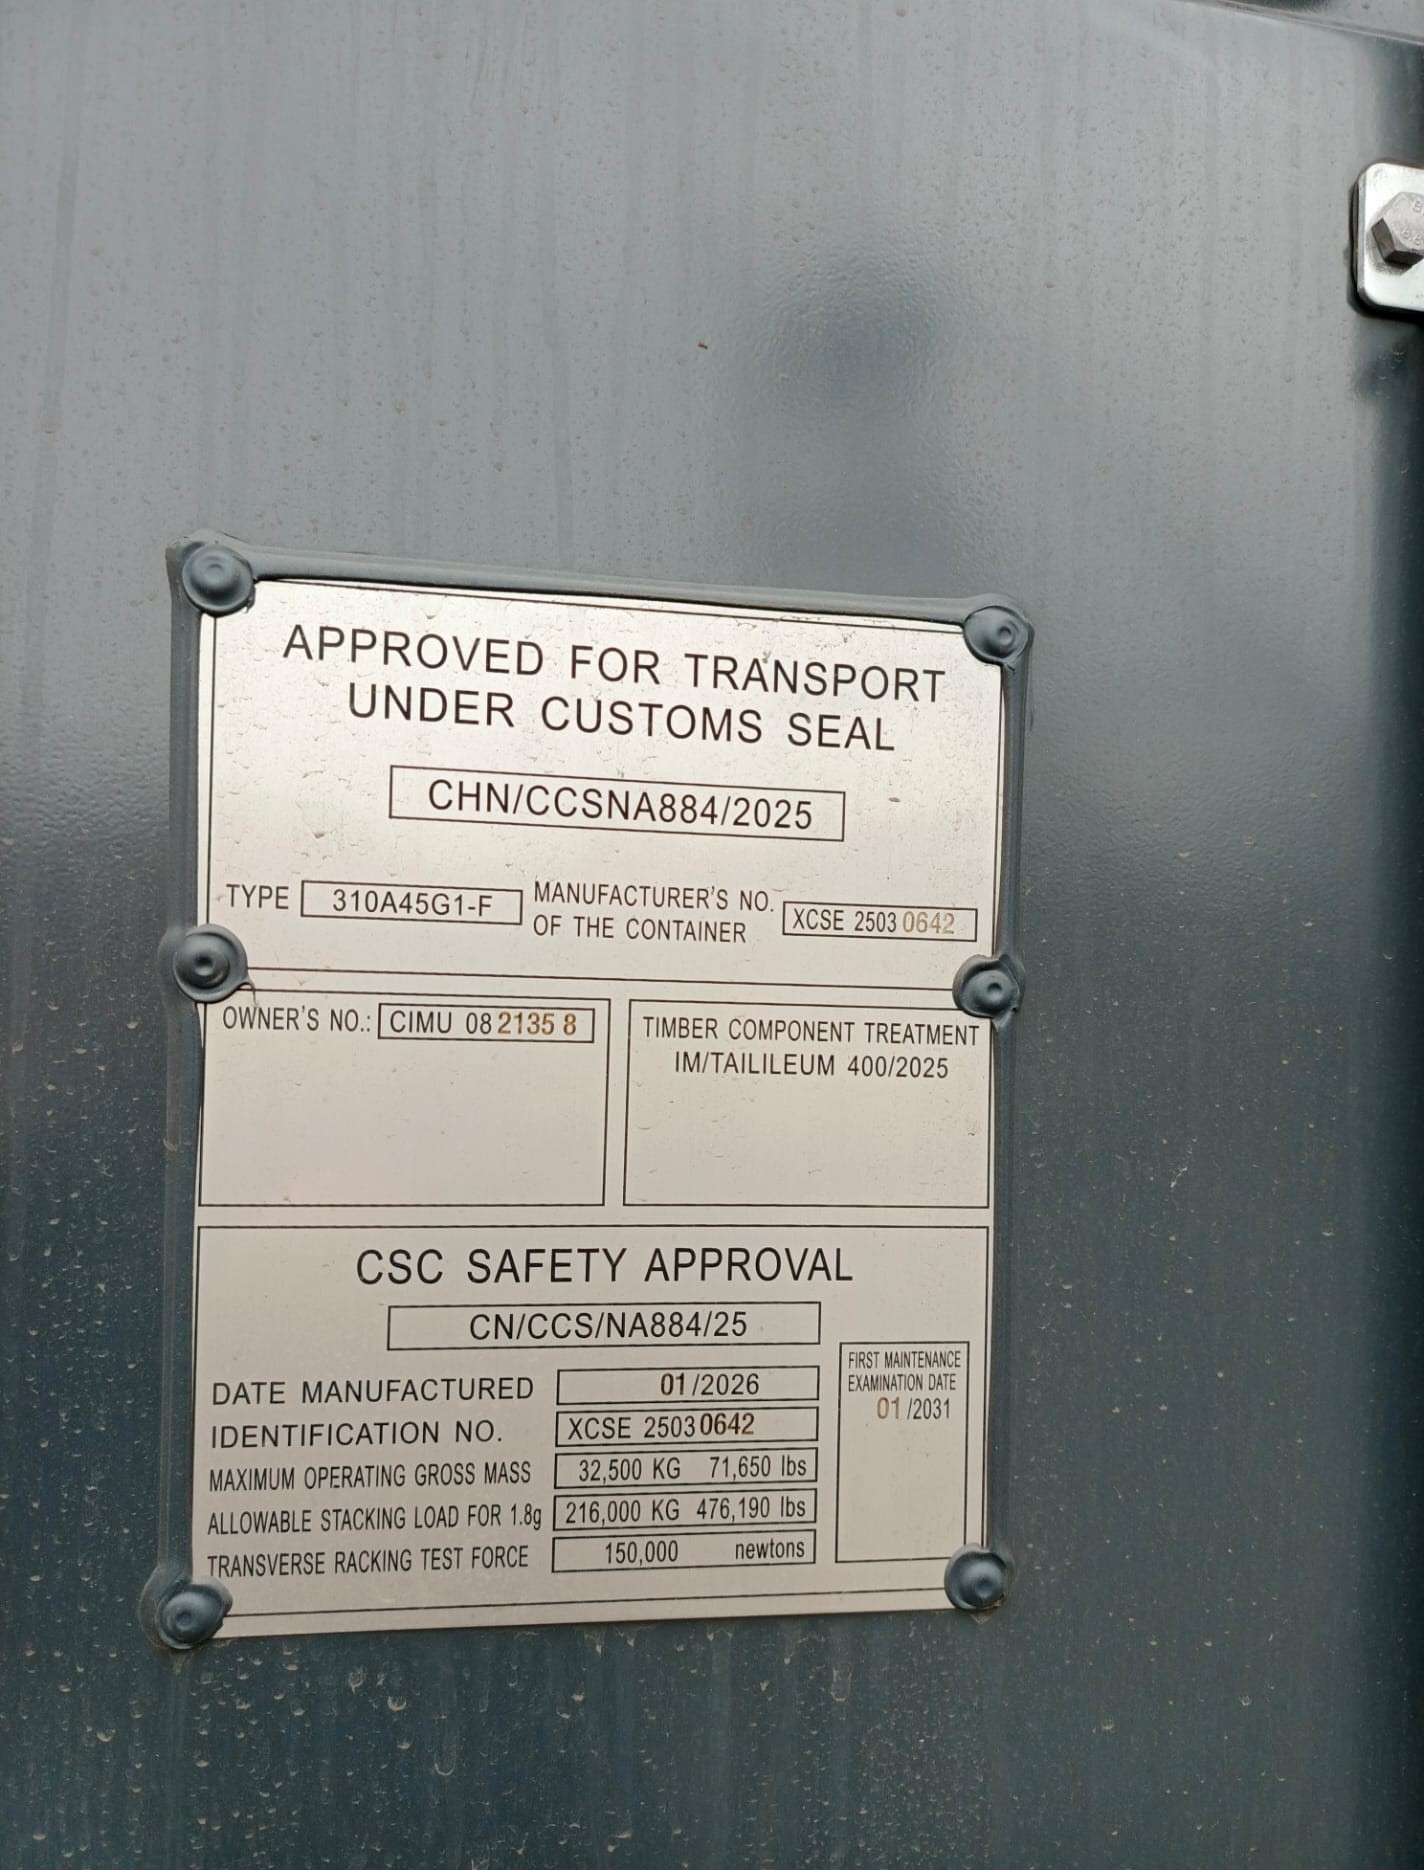 APPROVED FOR TRANSPORT
UNDER CUSTOMS SEAL
CHN/CCSNA884/2025
TYPE 310A45G1-F
MANUFACTURER'S NO.
OF THE CONTAINER
XCSE 2503 0642
OWNER'S NO.: CIMU 08 2135 8
TIMBER COMPONENT TREATMENT
IM/TAILILEUM 400/2025
CSC SAFETY APPROVAL
CN/CCS/NA884/25
DATE MANUFACTURED 01/2026
IDENTIFICATION NO. XCSE 2503 0642
MAXIMUM OPERATING GROSS MASS 32,500 KG 71,650 lbs
ALLOWABLE STACKING LOAD FOR 1.8g 216,000 KG 476,190 lbs
TRANSVERSE RACKING TEST FORCE 150,000 newtons
FIRST MAINTENANCE
EXAMINATION DATE
01/2031